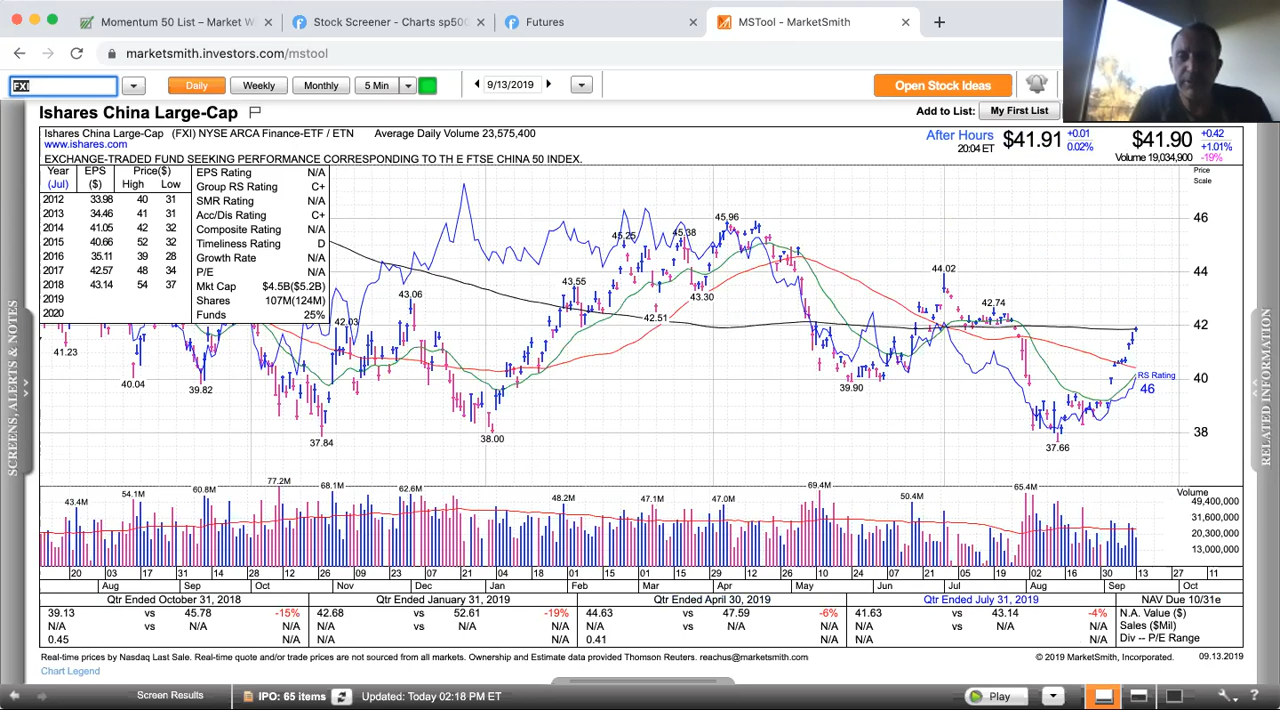 Momentum 50 List – Market W
Stock Screener - Charts sp500
Futures
MSTool - MarketSmith
marketsmith.investors.com/mstool
FXI
Daily
Weekly
Monthly
5 Min
9/13/2019
Open Stock Ideas
Ishares China Large-Cap
Add to List:
My First List
Ishares China Large-Cap (FXI) NYSE ARCA Finance-ETF / ETN Average Daily Volume 23,575,400
www.ishares.com
EXCHANGE-TRADED FUND SEEKING PERFORMANCE CORRESPONDING TO TH E FTSE CHINA 50 INDEX.
After Hours
20:04 ET
$41.91
+0.01
0.02%
$41.90
+0.42
+1.01%
Volume 19,034,900 -19%
Year EPS Price($)
(Jul) ($) High Low
2012 33.98 40 31
2013 34.46 41 31
2014 41.05 42 32
2015 40.66 52 32
2016 35.11 39 28
2017 42.57 48 34
2018 43.14 54 37
2019
2020
EPS Rating N/A
Group RS Rating C+
SMR Rating N/A
Acc/Dis Rating C+
Composite Rating N/A
Timeliness Rating D
Growth Rate N/A
P/E N/A
Mkt Cap $4.5B($5.2B)
Shares 107M(124M)
Funds 25%
Price
Scale
46
44
42
40
38
41.23
40.04
39.82
37.84
42.03
43.06
38.00
43.55
45.25
42.51
45.38
43.30
45.96
39.90
44.02
42.74
37.66
RS Rating
46
43.4M
54.1M
60.8M
77.2M
68.1M
62.6M
48.2M
47.1M
47.0M
69.4M
50.4M
65.4M
Volume
49,400,000
31,600,000
20,300,000
13,000,000
20 03 17 31 14 28 12 26 09 23 07 21 04 18 01 15 01 15 29 12 26 10 24 07 21 05 19 02 16 30 13 27 11
Aug Sep Oct Nov Dec Jan Feb Mar Apr May Jun Jul Aug Sep Oct
Qtr Ended October 31, 2018
39.13 vs 45.78 -15%
N/A vs N/A N/A
0.45 N/A
Qtr Ended January 31, 2019
42.68 vs 52.61 -19%
N/A vs N/A N/A
N/A
Qtr Ended April 30, 2019
44.63 vs 47.59 -6%
N/A vs N/A N/A
0.41 N/A
Qtr Ended July 31, 2019
41.63 vs 43.14 -4%
N/A vs N/A N/A
N/A
NAV Due 10/31e
N.A. Value ($)
Sales ($Mil)
Div -- P/E Range
Real-time prices by Nasdaq Last Sale. Real-time quote and/or trade prices are not sourced from all markets. Ownership and Estimate data provided Thomson Reuters. reachus@marketsmith.com
© 2019 MarketSmith, Incorporated.
09.13.2019
Chart Legend
SCREENS, ALERTS & NOTES
RELATED INFORMATION
Screen Results
IPO: 65 items
Updated: Today 02:18 PM ET
Play
?